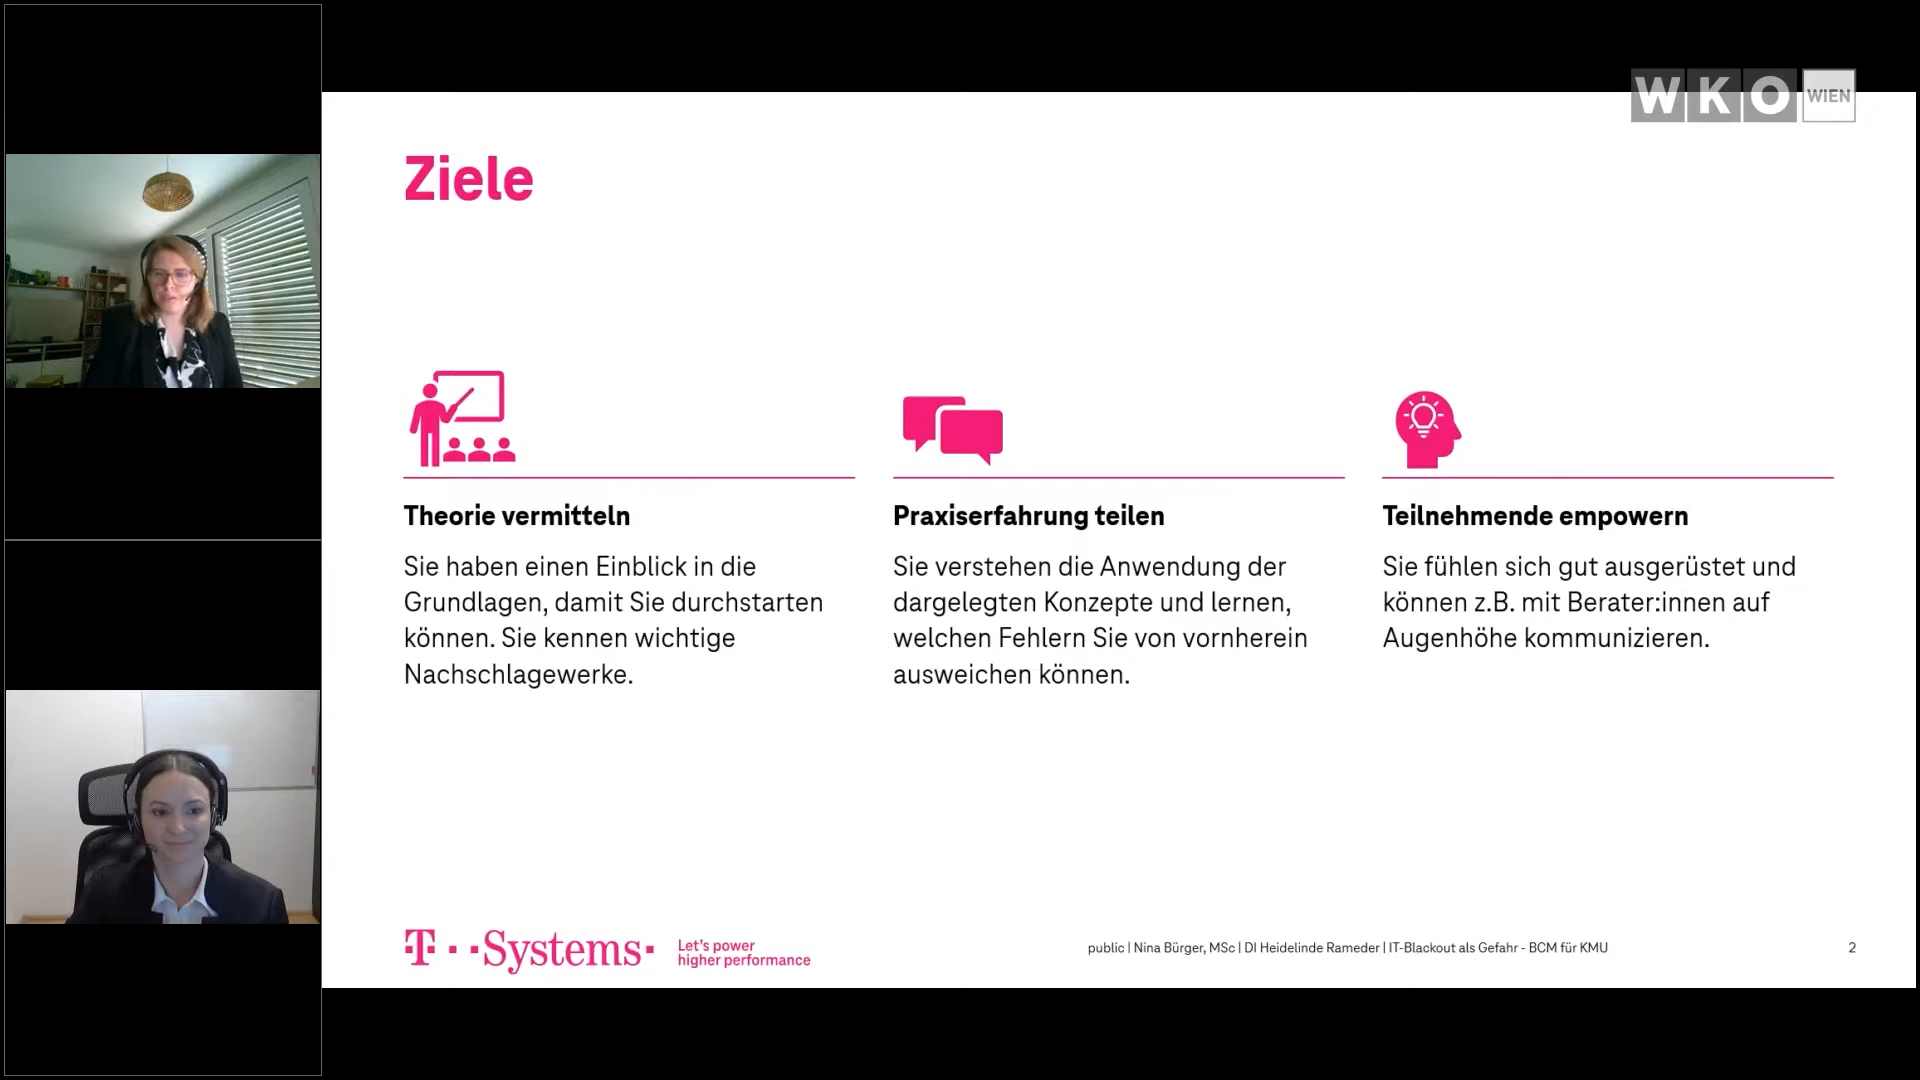 WKO WIEN
Ziele
Theorie vermitteln
Sie haben einen Einblick in die
Grundlagen, damit Sie durchstarten
können. Sie kennen wichtige
Nachschlagewerke.
Praxiserfahrung teilen
Sie verstehen die Anwendung der
dargelegten Konzepte und lernen,
welchen Fehlern Sie von vornherein
ausweichen können.
Teilnehmende empowern
Sie fühlen sich gut ausgerüstet und
können z.B. mit Berater:innen auf
Augenhöhe kommunizieren.
T··Systems·
Let's power
higher performance
public | Nina Bürger, MSc | DI Heidelinde Rameder | IT-Blackout als Gefahr - BCM für KMU
2